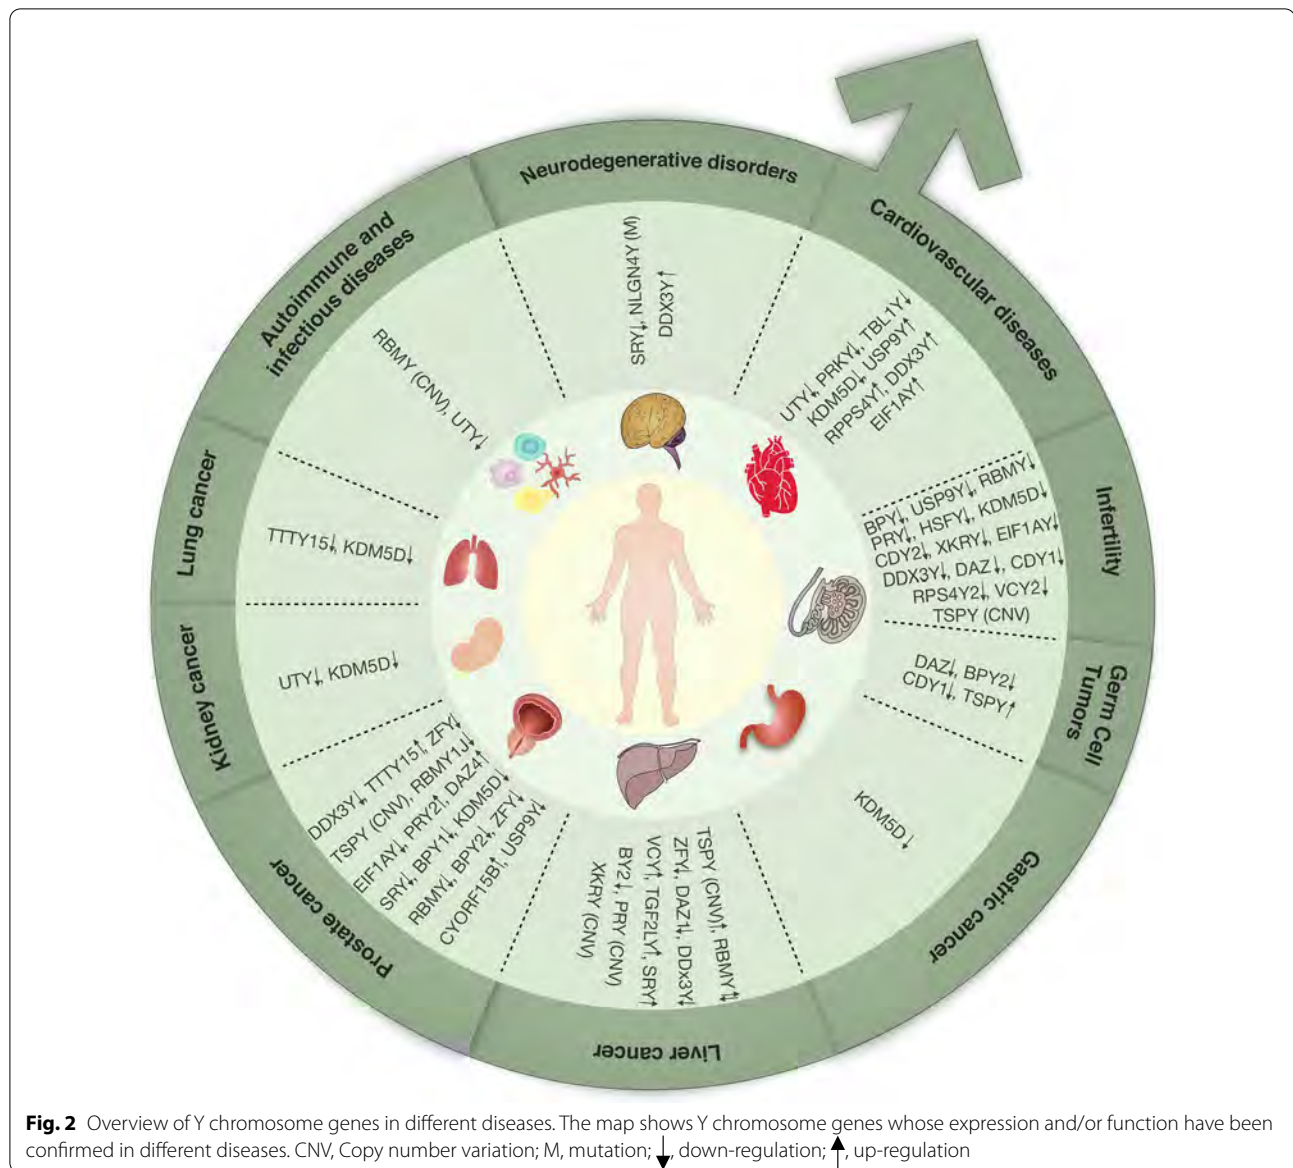 Neurodegenerative disorders
SRY↓, NLGN4Y (M)
DDX3Y↑
Cardiovascular diseases
UTY↓, PRKY↓, TBL1Y↓
KDM5D↓, USP9Y↑
RPPS4Y↑, DDX3Y↑
EIF1AY↑
Infertility
BPY↓, USP9Y↓, RBMY↓
PRY↓, HSFY↓, KDM5D↓
CDY2↓, XKRY↓, EIF1AY↓
DDX3Y↓, DAZ↓, CDY1↓
RPS4Y2↓, VCY2↓
TSPY (CNV)
Germ Cell
Tumors
DAZ↓, BPY2↓
CDY1↓, TSPY↑
Gastric cancer
KDM5D↓
Liver cancer
TSPY (CNV)↑, RBMY↑↓
ZFY↓, DAZ1↓, DDx3Y↓
VCY↑, TGF2LY↑, SRY↑
BY2↓, PRY (CNV)
XKRY (CNV)
Prostate cancer
DDX3Y↓, TTTY15↑, ZFY↓
TSPY (CNV), RBMY1J↓
EIF1AY↓, PRY2↑, DAZ4↑
SRY↓, BPY1↓, KDM5D↓
RBMY↓, BPY2↓, ZFY↓
CYORF15B↑, USP9Y↓
Kidney cancer
UTY↓, KDM5D↓
Lung cancer
TTTY15↓, KDM5D↓
Autoimmune and
infectious diseases
RBMY (CNV), UTY↓
Fig. 2 Overview of Y chromosome genes in different diseases. The map shows Y chromosome genes whose expression and/or function have been
confirmed in different diseases. CNV, Copy number variation; M, mutation; ↓, down-regulation; ↑, up-regulation